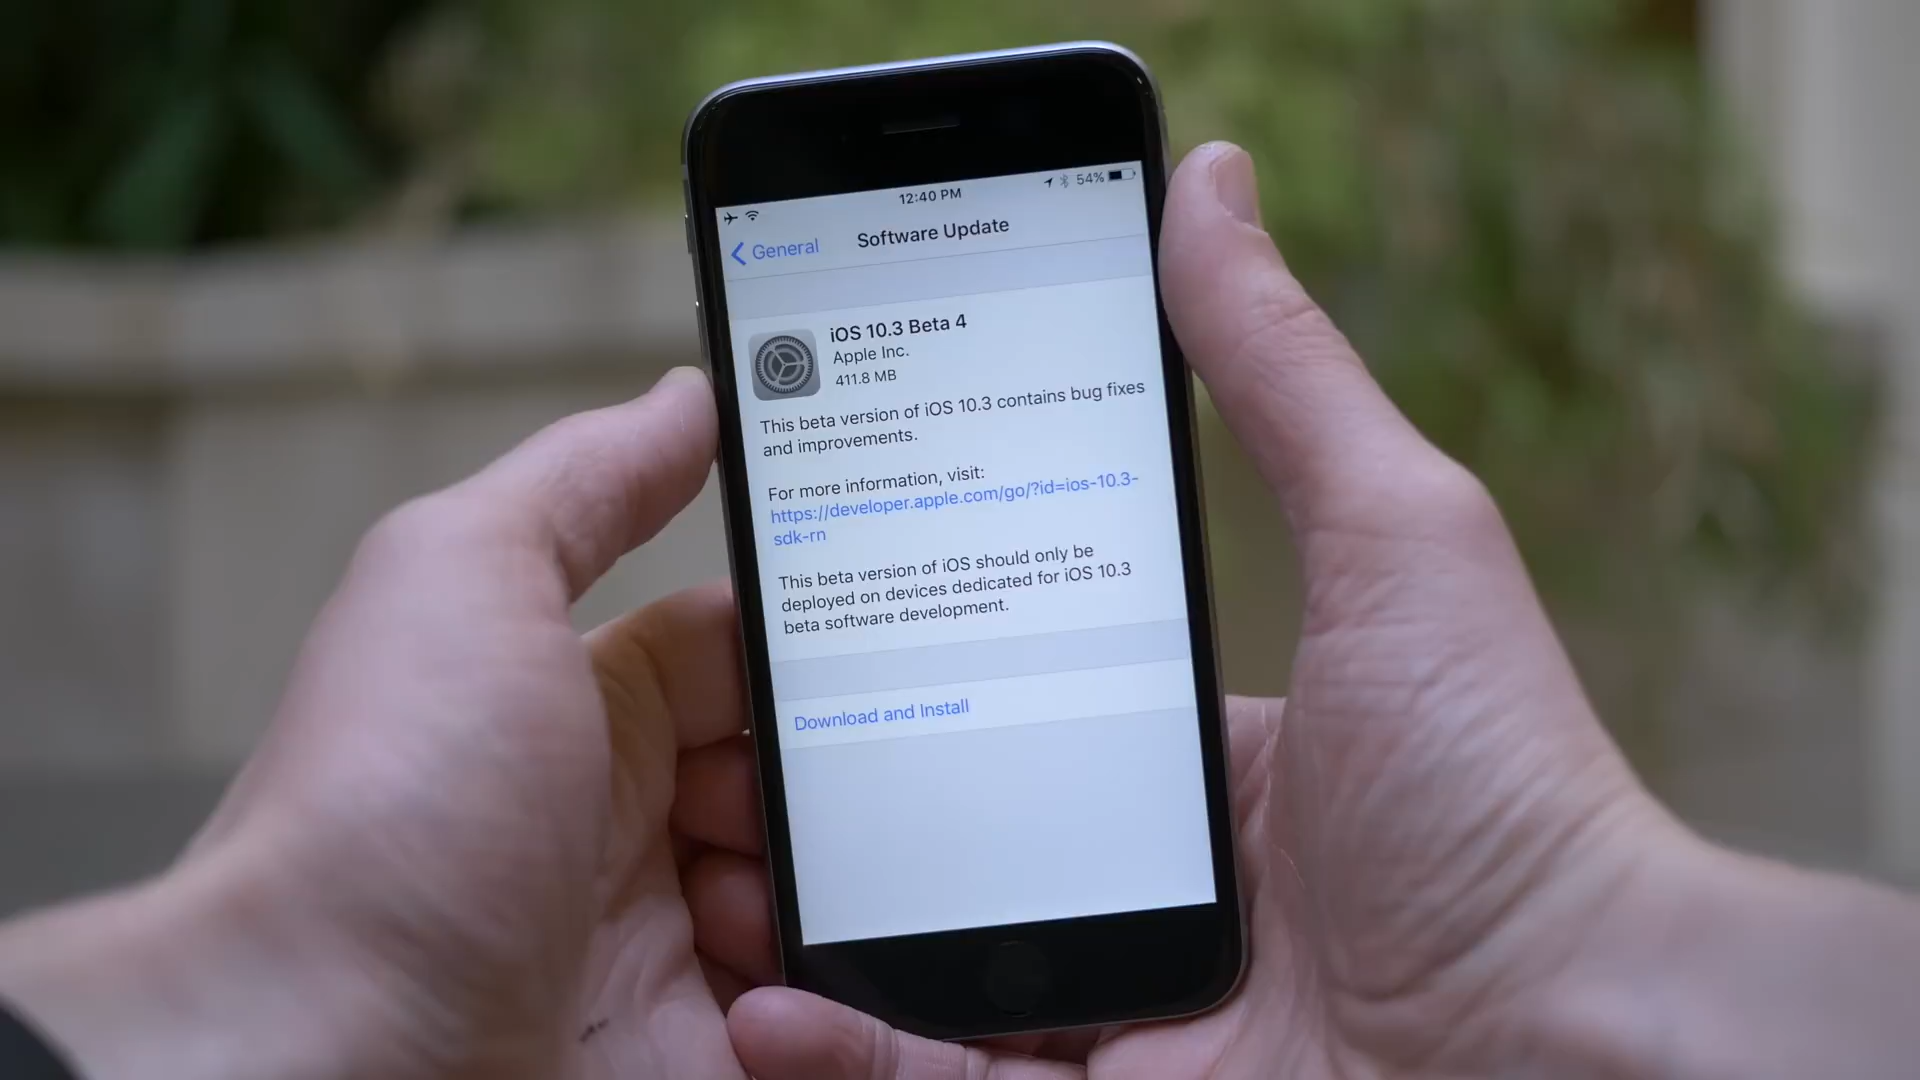 12:40 PM
54%
General
Software Update
iOS 10.3 Beta 4
Apple Inc.
411.8 MB
This beta version of iOS 10.3 contains bug fixes
and improvements.
For more information, visit:
https://developer.apple.com/go/?id=ios-10.3-
sdk-rn
This beta version of iOS should only be
deployed on devices dedicated for iOS 10.3
beta software development.
Download and Install